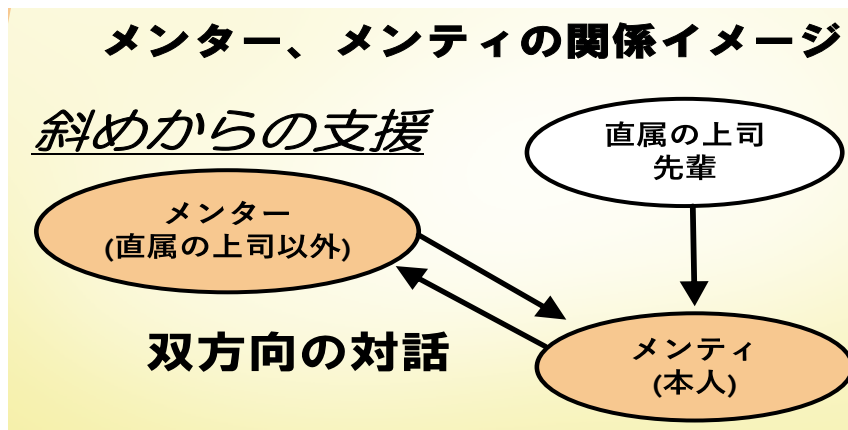 メンター、メンティの関係イメージ
斜めからの支援
直属の上司
先輩
メンター
(直属の上司以外)
双方向の対話
メンティ
(本人)